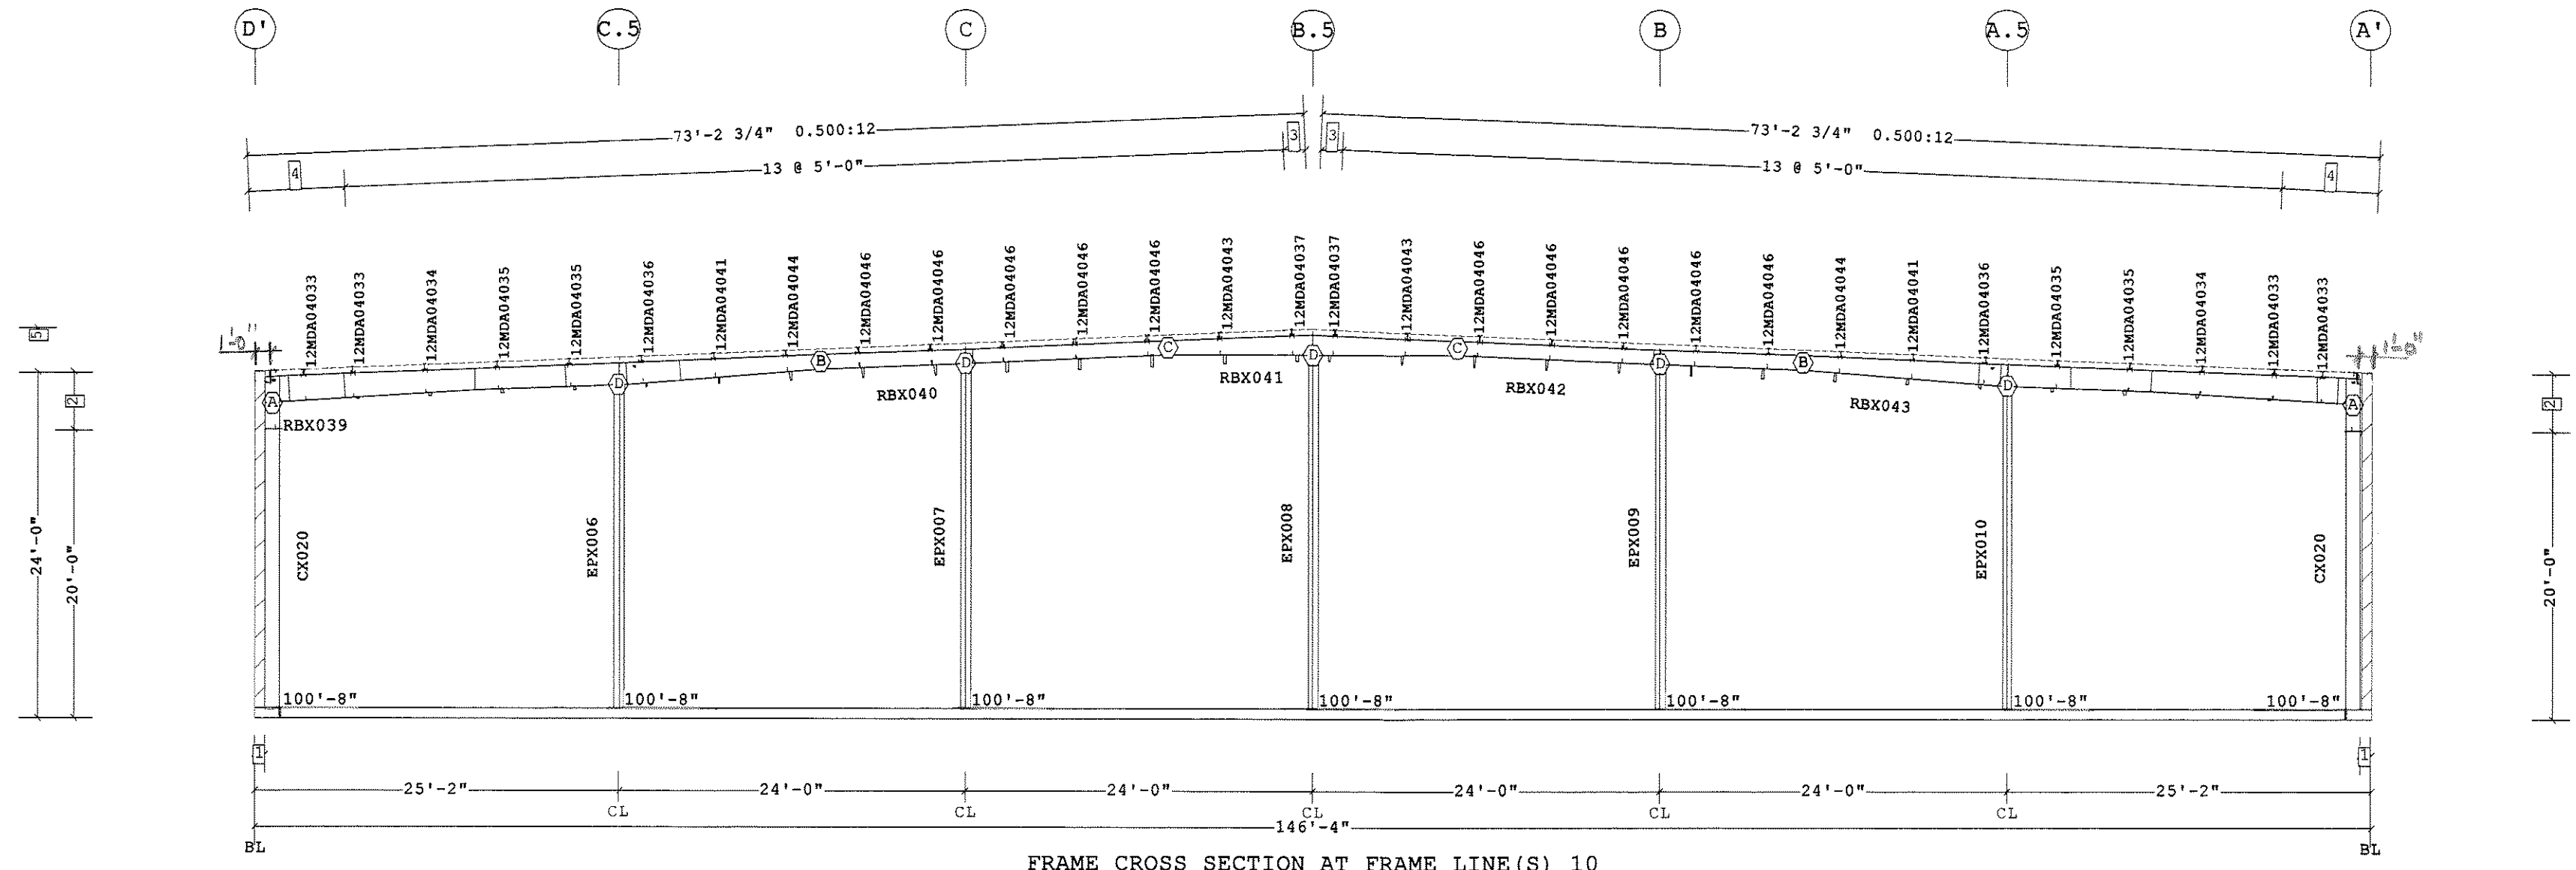 D' C.5 C B.5 B A.5 A'
73'-2 3/4" 0.500:12 3 3 73'-2 3/4" 0.500:12
4 13 @ 5'-0" 13 @ 5'-0" 4
12MDA04033 12MDA04033 12MDA04034 12MDA04035 12MDA04035 12MDA04036 12MDA04041 12MDA04044 12MDA04046 12MDA04046 12MDA04046 12MDA04046 12MDA04046 12MDA04043 12MDA04037 12MDA04037 12MDA04043 12MDA04046 12MDA04046 12MDA04046 12MDA04046 12MDA04046 12MDA04044 12MDA04041 12MDA04036 12MDA04035 12MDA04035 12MDA04034 12MDA04033 12MDA04033
5 1'-0" 1'-0"
A D B D C D C D B D A
2 2
RBX039 RBX040 RBX041 RBX042 RBX043
24'-0" 20'-0" CX020 EPX006 EPX007 EPX008 EPX009 EPX010 CX020 20'-0"
100'-8" 100'-8" 100'-8" 100'-8" 100'-8" 100'-8" 100'-8"
1 1
25'-2" 24'-0" 24'-0" 24'-0" 24'-0" 25'-2"
CL CL CL CL CL
146'-4"
BL BL
FRAME CROSS SECTION AT FRAME LINE(S) 10